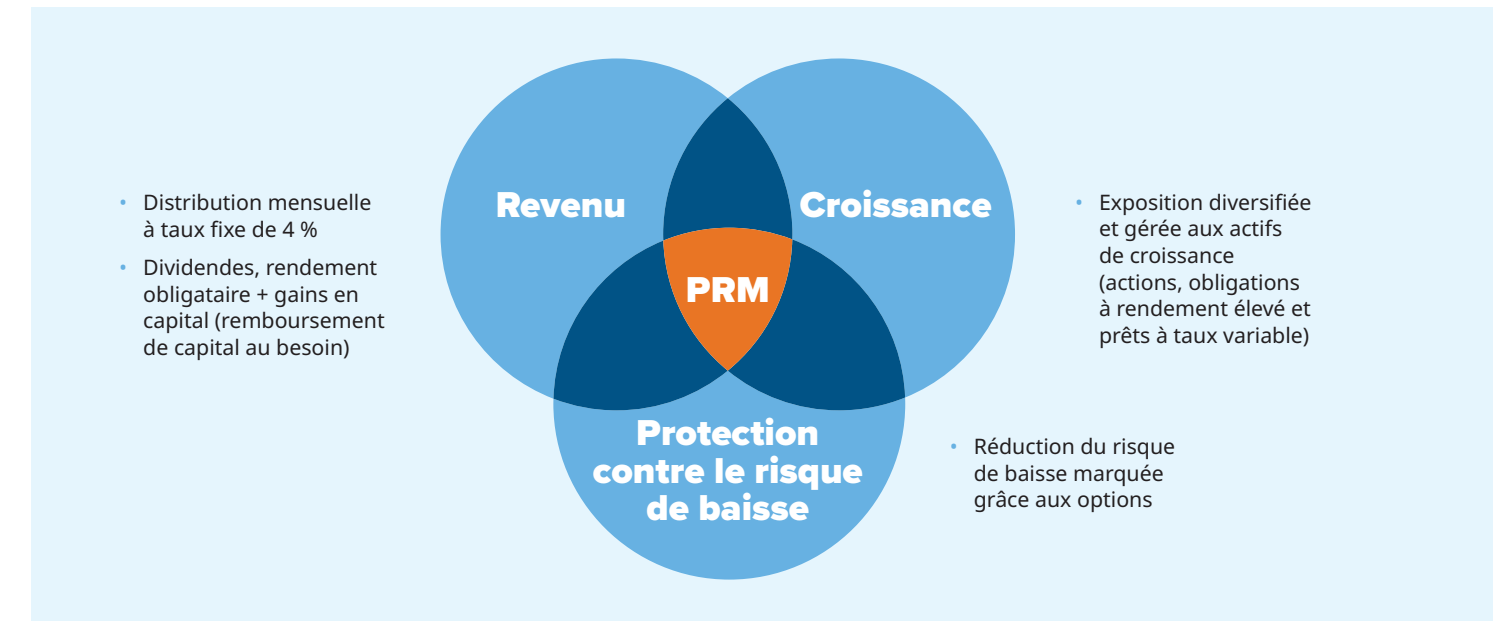 Revenu
• Distribution mensuelle
à taux fixe de 4 %
• Dividendes, rendement
obligataire + gains en
capital (remboursement
de capital au besoin)
Croissance
• Exposition diversifiée
et gérée aux actifs
de croissance
(actions, obligations
à rendement élevé et
prêts à taux variable)
PRM
Protection
contre le risque
de baisse
• Réduction du risque
de baisse marquée
grâce aux options